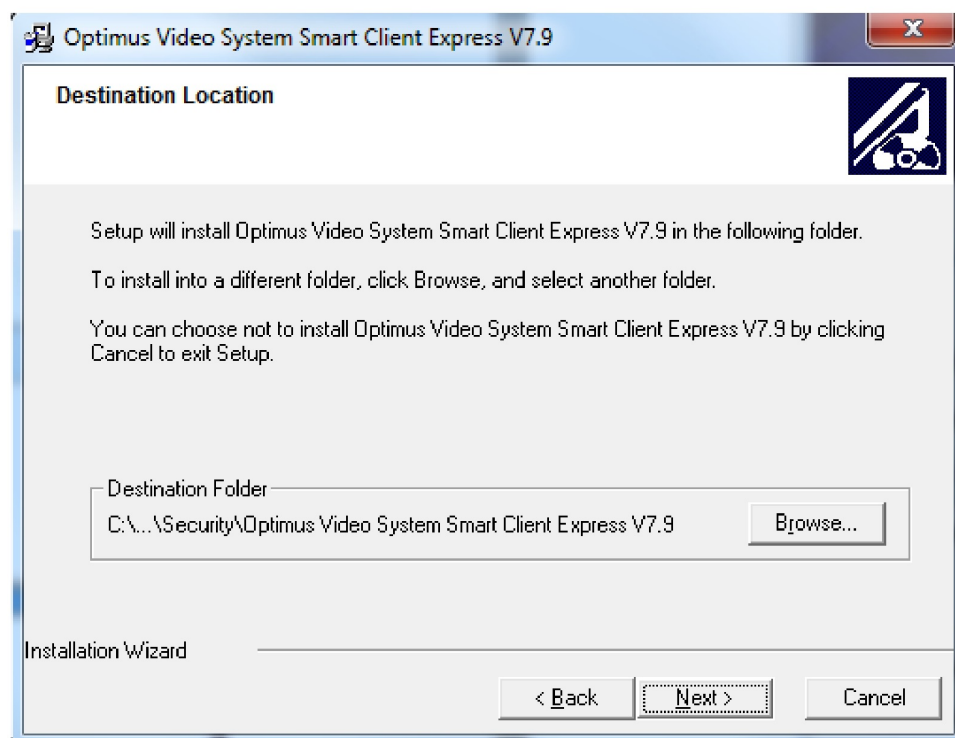 Optimus Video System Smart Client Express V7.9
Destination Location
Setup will install Optimus Video System Smart Client Express V7.9 in the following folder.
To install into a different folder, click Browse, and select another folder.
You can choose not to install Optimus Video System Smart Client Express V7.9 by clicking
Cancel to exit Setup.
Destination Folder
C:\...\Security\Optimus Video System Smart Client Express V7.9
Browse...
Installation Wizard
< Back
Next >
Cancel